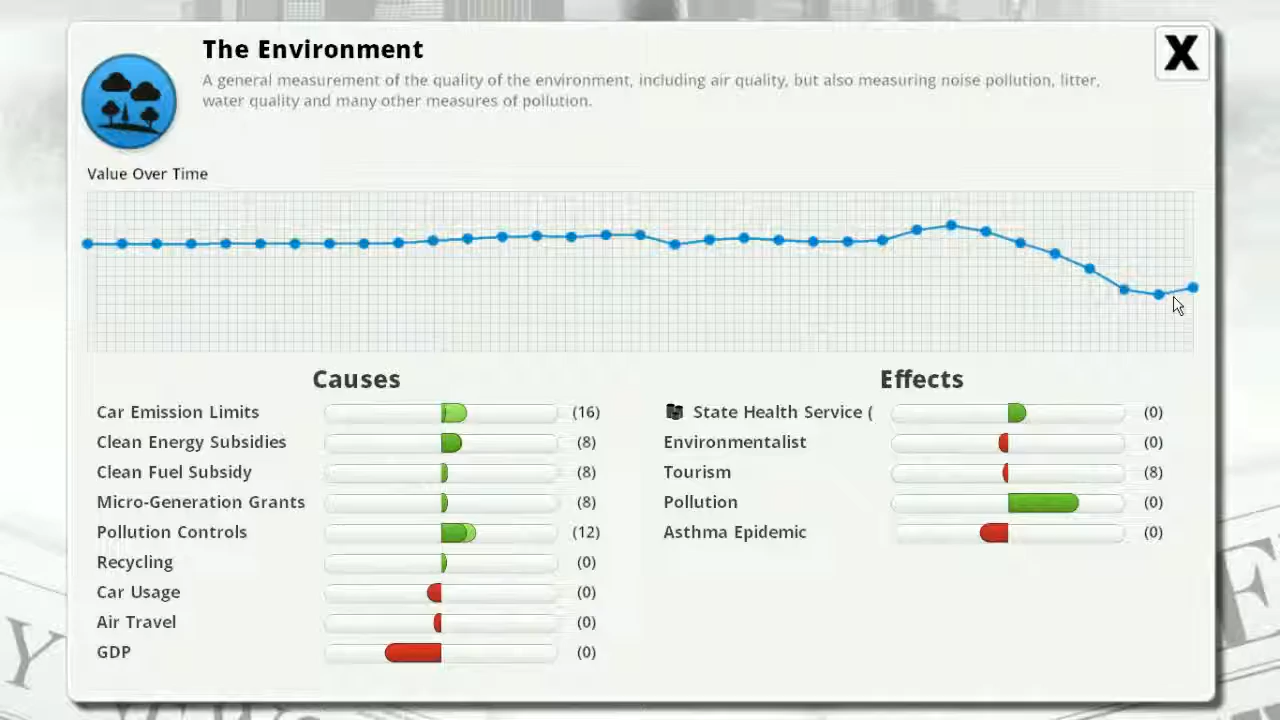 The Environment
X
A general measurement of the quality of the environment, including air quality, but also measuring noise pollution, litter,
water quality and many other measures of pollution.
Value Over Time
Causes
Effects
Car Emission Limits (16)
Clean Energy Subsidies (8)
Clean Fuel Subsidy (8)
Micro-Generation Grants (8)
Pollution Controls (12)
Recycling (0)
Car Usage (0)
Air Travel (0)
GDP (0)
State Health Service ( (0)
Environmentalist (0)
Tourism (8)
Pollution (0)
Asthma Epidemic (0)